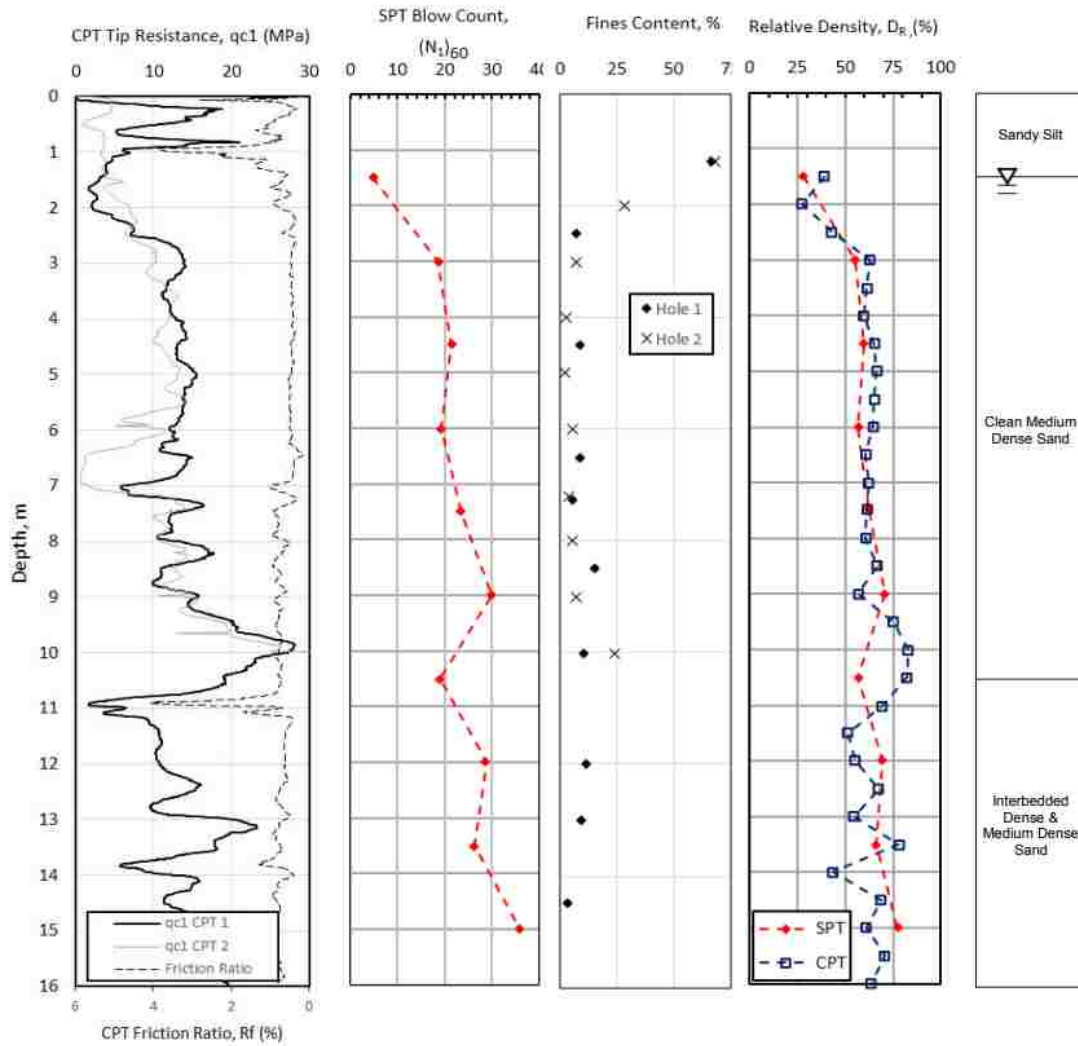 CPT Tip Resistance, qc1 (MPa)
0 10 20 30
SPT Blow Count,
(N1)60
0 10 20 30
Fines Content, %
0 25 50
Relative Density, DR,(%)
0 25 50 75 100
Depth, m
0
1
2
3
4
5
6
7
8
9
10
11
12
13
14
15
16
qc1 CPT 1
qc1 CPT 2
Friction Ratio
6 4 2 0
CPT Friction Ratio, Rf (%)
Hole 1
Hole 2
SPT
CPT
Sandy Silt
Clean Medium
Dense Sand
Interbedded
Dense &
Medium Dense
Sand